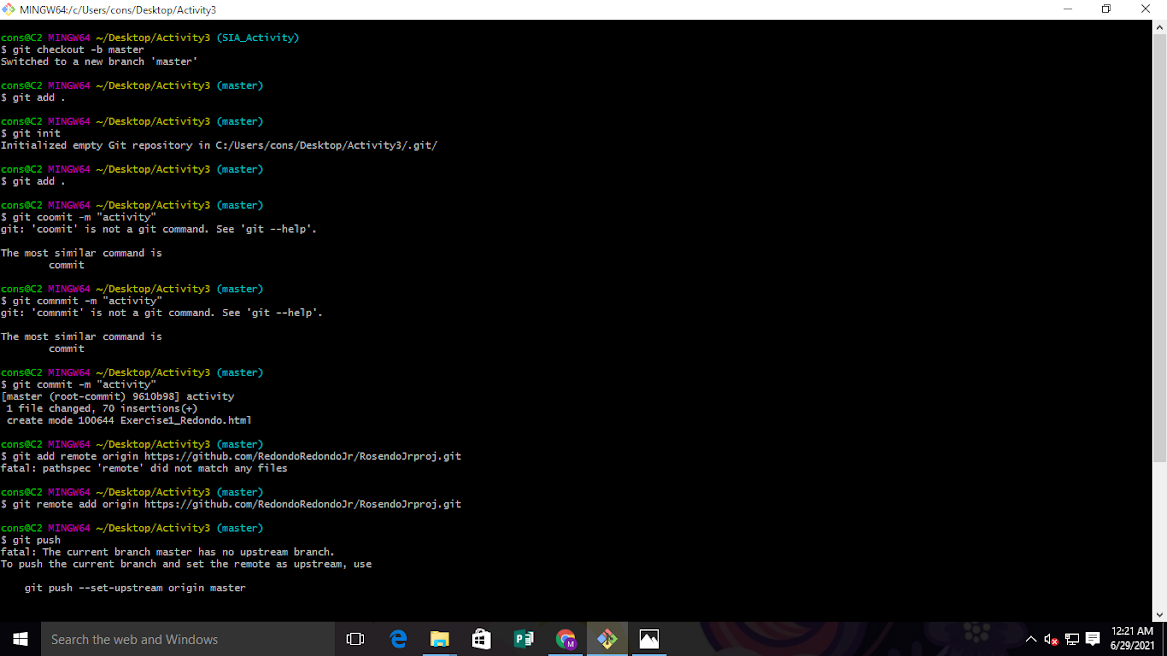 MINGW64:/c/Users/cons/Desktop/Activity3
cons@C2 MINGW64 ~/Desktop/Activity3 (SIA_Activity)
$ git checkout -b master
Switched to a new branch 'master'
cons@C2 MINGW64 ~/Desktop/Activity3 (master)
$ git add .
cons@C2 MINGW64 ~/Desktop/Activity3 (master)
$ git init
Initialized empty Git repository in C:/Users/cons/Desktop/Activity3/.git/
cons@C2 MINGW64 ~/Desktop/Activity3 (master)
$ git add .
cons@C2 MINGW64 ~/Desktop/Activity3 (master)
$ git coomit -m "activity"
git: 'coomit' is not a git command. See 'git --help'.
The most similar command is
commit
cons@C2 MINGW64 ~/Desktop/Activity3 (master)
$ git comnmit -m "activity"
git: 'comnmit' is not a git command. See 'git --help'.
The most similar command is
commit
cons@C2 MINGW64 ~/Desktop/Activity3 (master)
$ git commit -m "activity"
[master (root-commit) 9610b98] activity
1 file changed, 70 insertions(+)
create mode 100644 Exercise1_Redondo.html
cons@C2 MINGW64 ~/Desktop/Activity3 (master)
$ git add remote origin https://github.com/RedondoRedondoJr/RosendoJrproj.git
fatal: pathspec 'remote' did not match any files
cons@C2 MINGW64 ~/Desktop/Activity3 (master)
$ git remote add origin https://github.com/RedondoRedondoJr/RosendoJrproj.git
cons@C2 MINGW64 ~/Desktop/Activity3 (master)
$ git push
fatal: The current branch master has no upstream branch.
To push the current branch and set the remote as upstream, use
git push --set-upstream origin master
Search the web and Windows
12:21 AM
6/29/2021